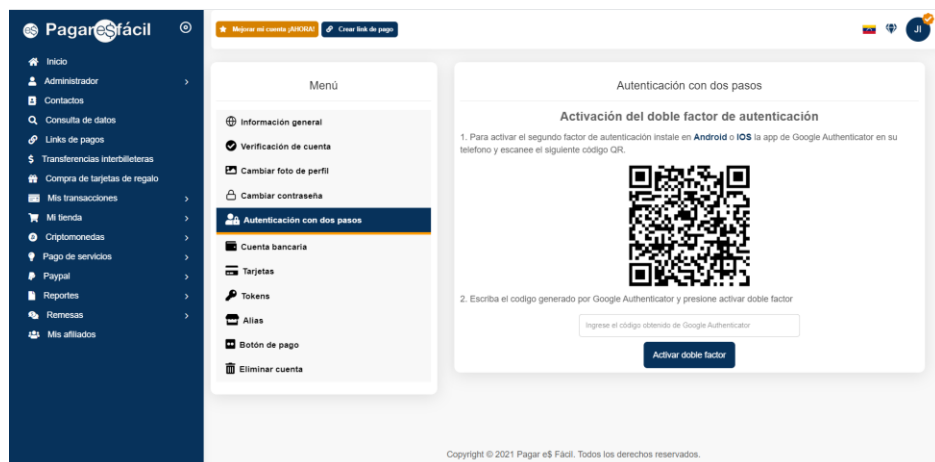 Pagare$fácil
Mejorar mi cuenta ¡AHORA!
Crear link de pago
JI
Inicio
Administrador
Contactos
Consulta de datos
Links de pagos
Transferencias interbilleteras
Compra de tarjetas de regalo
Mis transacciones
Mi tienda
Criptomonedas
Pago de servicios
Paypal
Reportes
Remesas
Mis afiliados
Menú
Información general
Verificación de cuenta
Cambiar foto de perfil
Cambiar contraseña
Autenticación con dos pasos
Cuenta bancaria
Tarjetas
Tokens
Alias
Botón de pago
Eliminar cuenta
Autenticación con dos pasos
Activación del doble factor de autenticación
1. Para activar el segundo factor de autenticación instale en Android o IOS la app de Google Authenticator en su
telefono y escanee el siguiente código QR.
2. Escriba el codigo generado por Google Authenticator y presione activar doble factor
Ingrese el código obtenido de Google Authenticator
Activar doble factor
Copyright © 2021 Pagar e$ Fácil. Todos los derechos reservados.